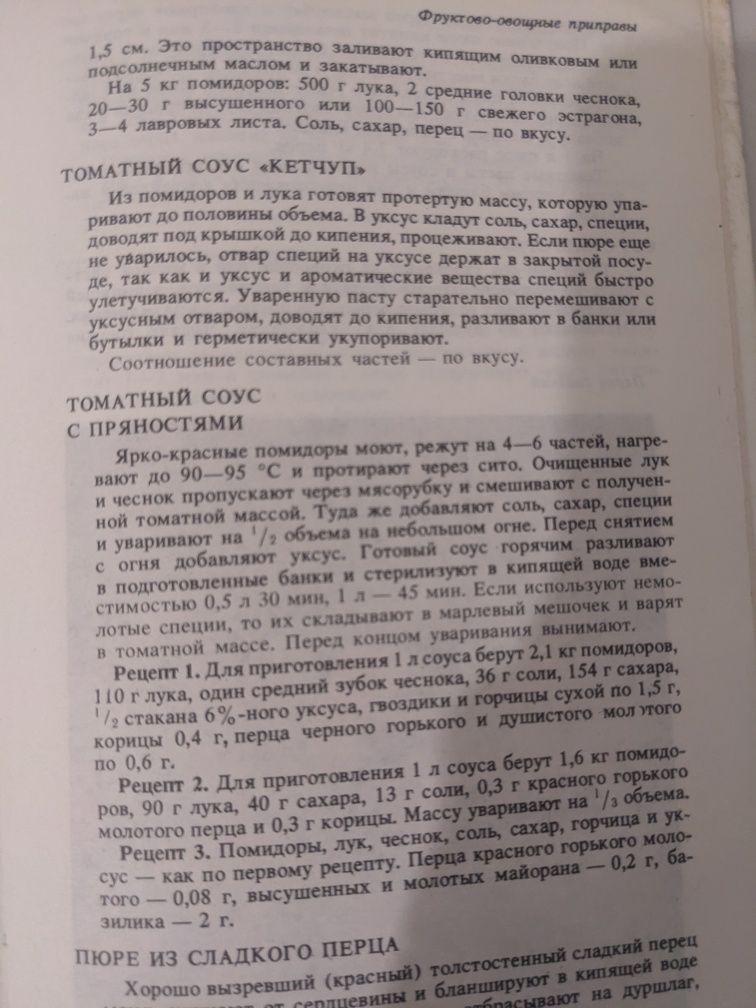 Фруктово-овощные приправы
1,5 см. Это пространство заливают кипящим оливковым или
подсолнечным маслом и закатывают.
На 5 кг помидоров: 500 г лука, 2 средние головки чеснока,
20—30 г высушенного или 100—150 г свежего эстрагона,
3—4 лавровых листа. Соль, сахар, перец — по вкусу.
ТОМАТНЫЙ СОУС «КЕТЧУП»
Из помидоров и лука готовят протертую массу, которую упа-
ривают до половины объема. В уксус кладут соль, сахар, специи,
доводят под крышкой до кипения, процеживают. Если пюре еще
не уварилось, отвар специй на уксусе держат в закрытой посу-
де, так как и уксус и ароматические вещества специй быстро
улетучиваются. Уваренную пасту старательно перемешивают с
уксусным отваром, доводят до кипения, разливают в банки или
бутылки и герметически укупоривают.
Соотношение составных частей — по вкусу.
ТОМАТНЫЙ СОУС
С ПРЯНОСТЯМИ
Ярко-красные помидоры моют, режут на 4—6 частей, нагре-
вают до 90—95 °С и протирают через сито. Очищенные лук
и чеснок пропускают через мясорубку и смешивают с получен-
ной томатной массой. Туда же добавляют соль, сахар, специи
и уваривают на 1/2 объема на небольшом огне. Перед снятием
с огня добавляют уксус. Готовый соус горячим разливают
в подготовленные банки и стерилизуют в кипящей воде вме-
стимостью 0,5 л 30 мин, 1 л — 45 мин. Если используют немо-
лотые специи, то их складывают в марлевый мешочек и варят
в томатной массе. Перед концом уваривания вынимают.
Рецепт 1. Для приготовления 1 л соуса берут 2,1 кг помидоров,
110 г лука, один средний зубок чеснока, 36 г соли, 154 г сахара,
1/2 стакана 6%-ного уксуса, гвоздики и горчицы сухой по 1,5 г,
корицы 0,4 г, перца черного горького и душистого молотого
по 0,6 г.
Рецепт 2. Для приготовления 1 л соуса берут 1,6 кг помидо-
ров, 90 г лука, 40 г сахара, 13 г соли, 0,3 г красного горького
молотого перца и 0,3 г корицы. Массу уваривают на 1/3 объема.
Рецепт 3. Помидоры, лук, чеснок, соль, сахар, горчица и ук-
сус — как по первому рецепту. Перца красного горького моло-
того — 0,08 г, высушенных и молотых майорана — 0,2 г, ба-
зилика — 2 г.
ПЮРЕ ИЗ СЛАДКОГО ПЕРЦА
Хорошо вызревший (красный) толстостенный сладкий перец
от сердцевины и бланшируют в кипящей воде
отбрасывают на дуршлаг,